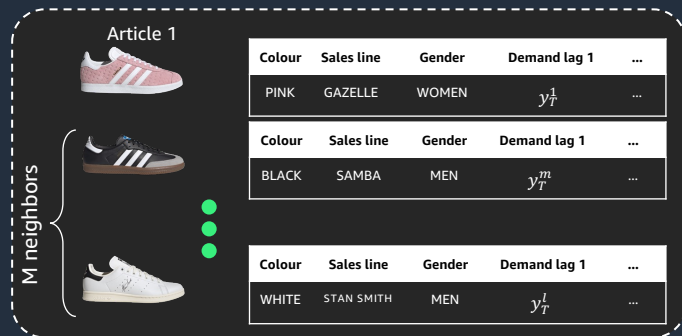 Article 1
Colour Sales line Gender Demand lag 1 ...
PINK GAZELLE WOMEN y_T^1 ...
Colour Sales line Gender Demand lag 1 ...
BLACK SAMBA MEN y_T^m ...
M neighbors
Colour Sales line Gender Demand lag 1 ...
WHITE STAN SMITH MEN y_T^l ...